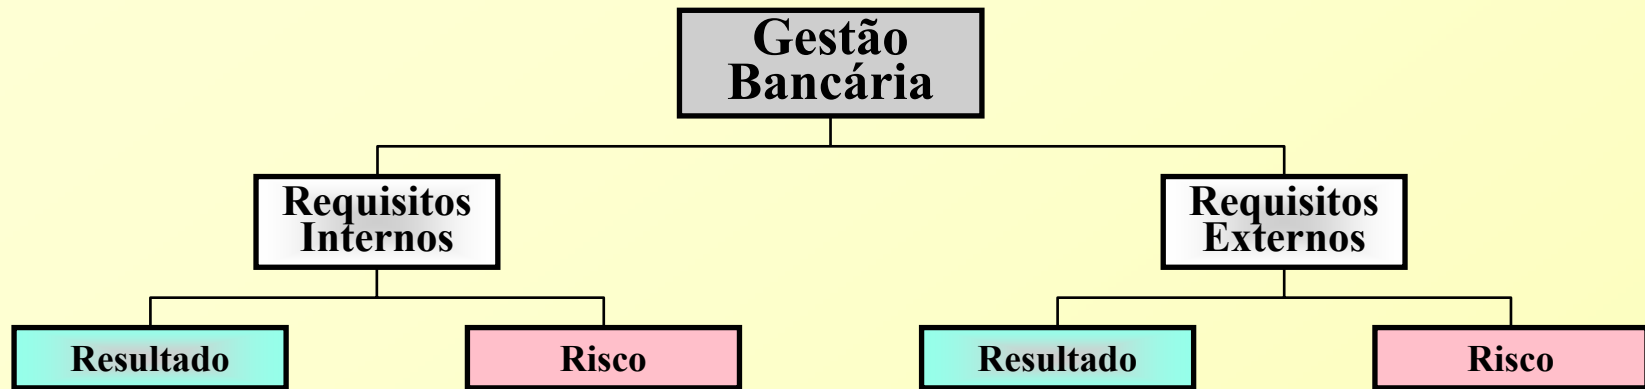 Gestão
Bancária
Requisitos
Internos
Requisitos
Externos
Resultado
Risco
Resultado
Risco